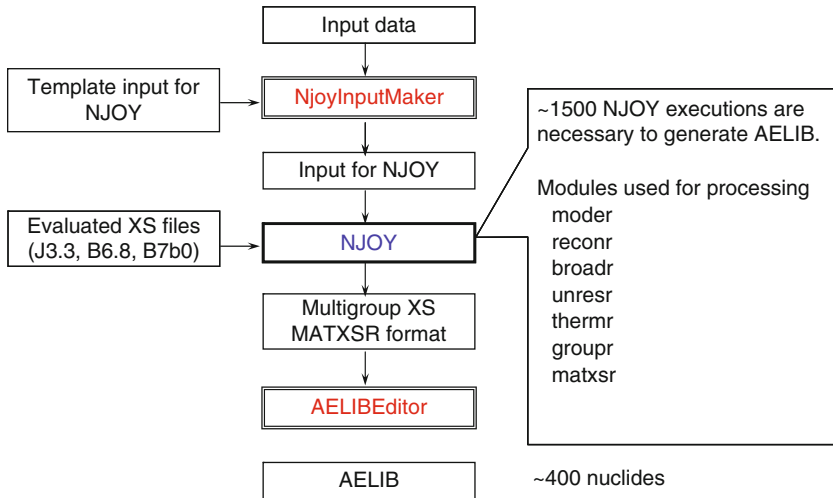 Input data
Template input for
NJOY
NjoyInputMaker
Input for NJOY
Evaluated XS files
(J3.3, B6.8, B7b0)
NJOY
Multigroup XS
MATXSR format
AELIBEditor
AELIB
~1500 NJOY executions are
necessary to generate AELIB.
Modules used for processing
moder
reconr
broadr
unresr
thermr
groupr
matxsr
~400 nuclides